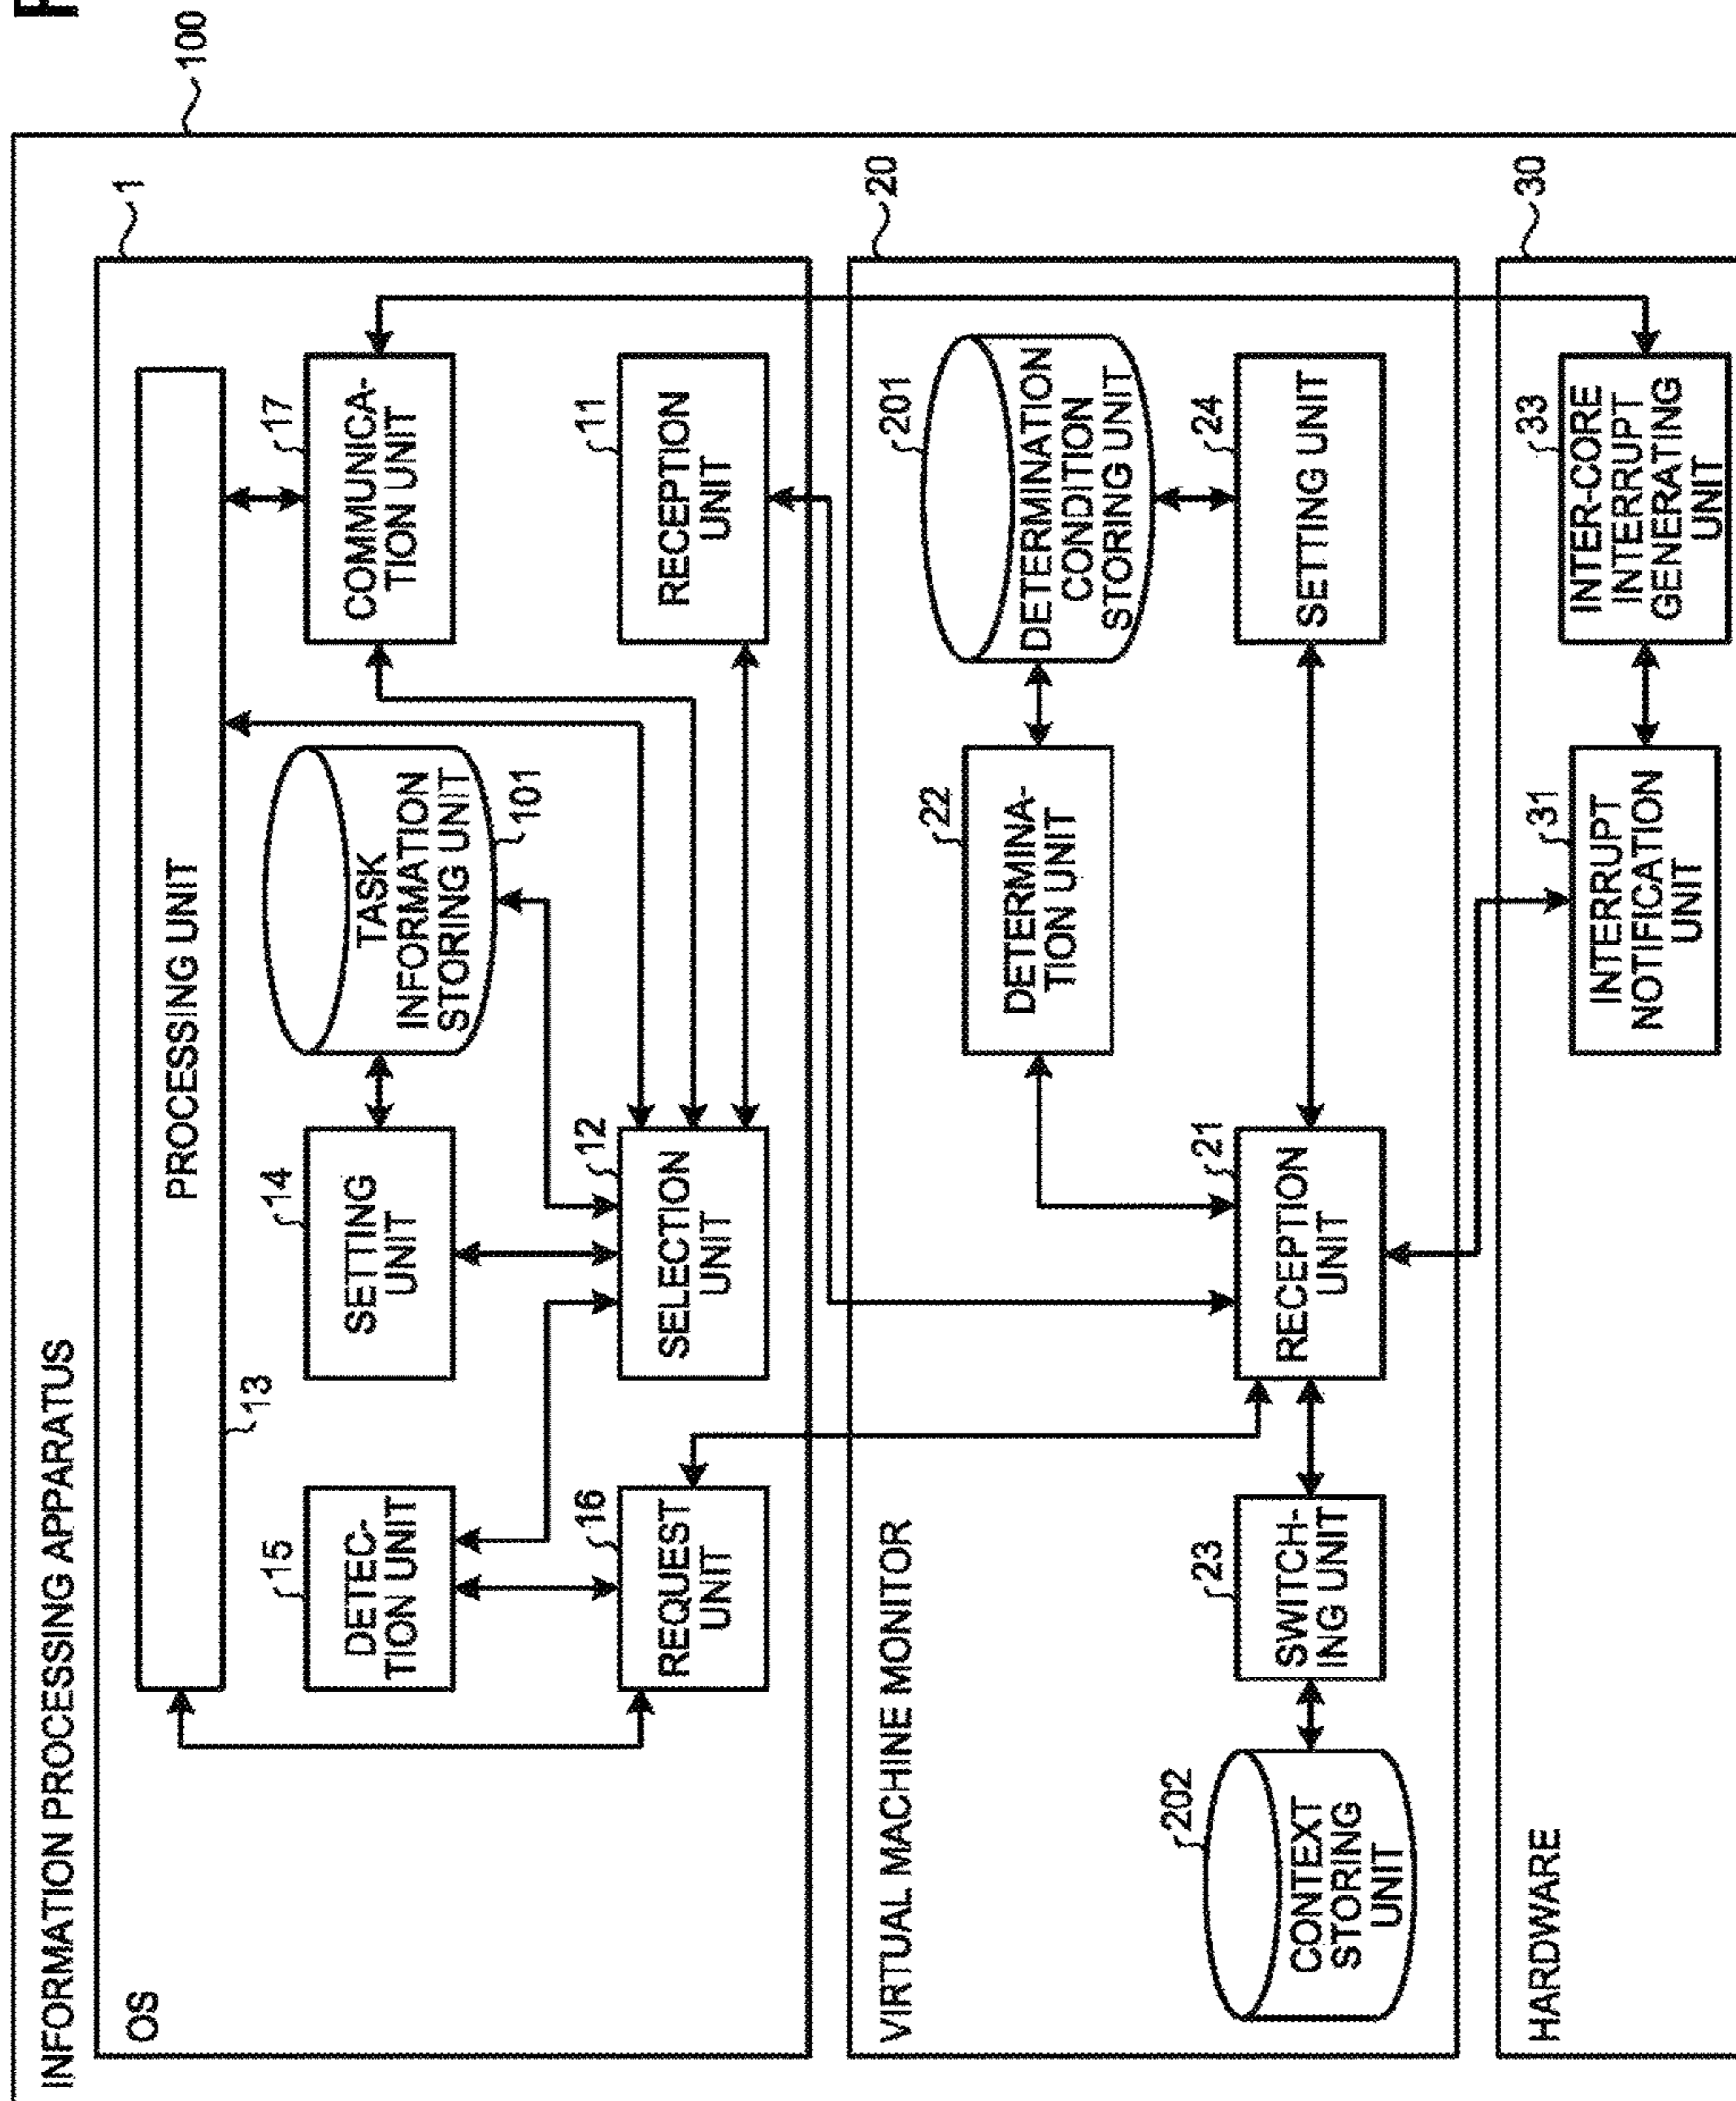 100
INFORMATION PROCESSING APPARATUS
1
OS
PROCESSING UNIT
13
15
DETEC-
TION UNIT
14
SETTING
UNIT
TASK
INFORMATION
STORING UNIT
101
17
COMMUNICA-
TION UNIT
16
REQUEST
UNIT
12
SELECTION
UNIT
11
RECEPTION
UNIT
20
VIRTUAL MACHINE MONITOR
22
DETERMINA-
TION UNIT
201
DETERMINATION
CONDITION
STORING UNIT
202
CONTEXT
STORING
UNIT
23
SWITCH-
ING UNIT
21
RECEPTION
UNIT
24
SETTING UNIT
30
HARDWARE
31
INTERRUPT
NOTIFICATION
UNIT
33
INTER-CORE
INTERRUPT
GENERATING
UNIT